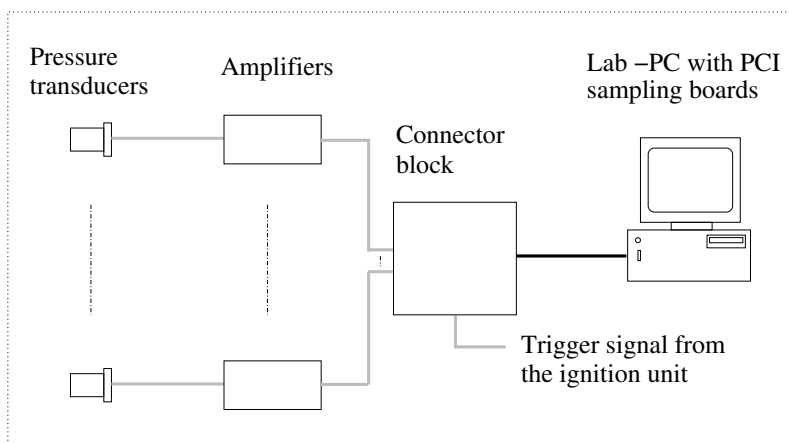 Pressure
transducers
Amplifiers
Lab −PC with PCI
sampling boards
Connector
block
Trigger signal from
the ignition unit